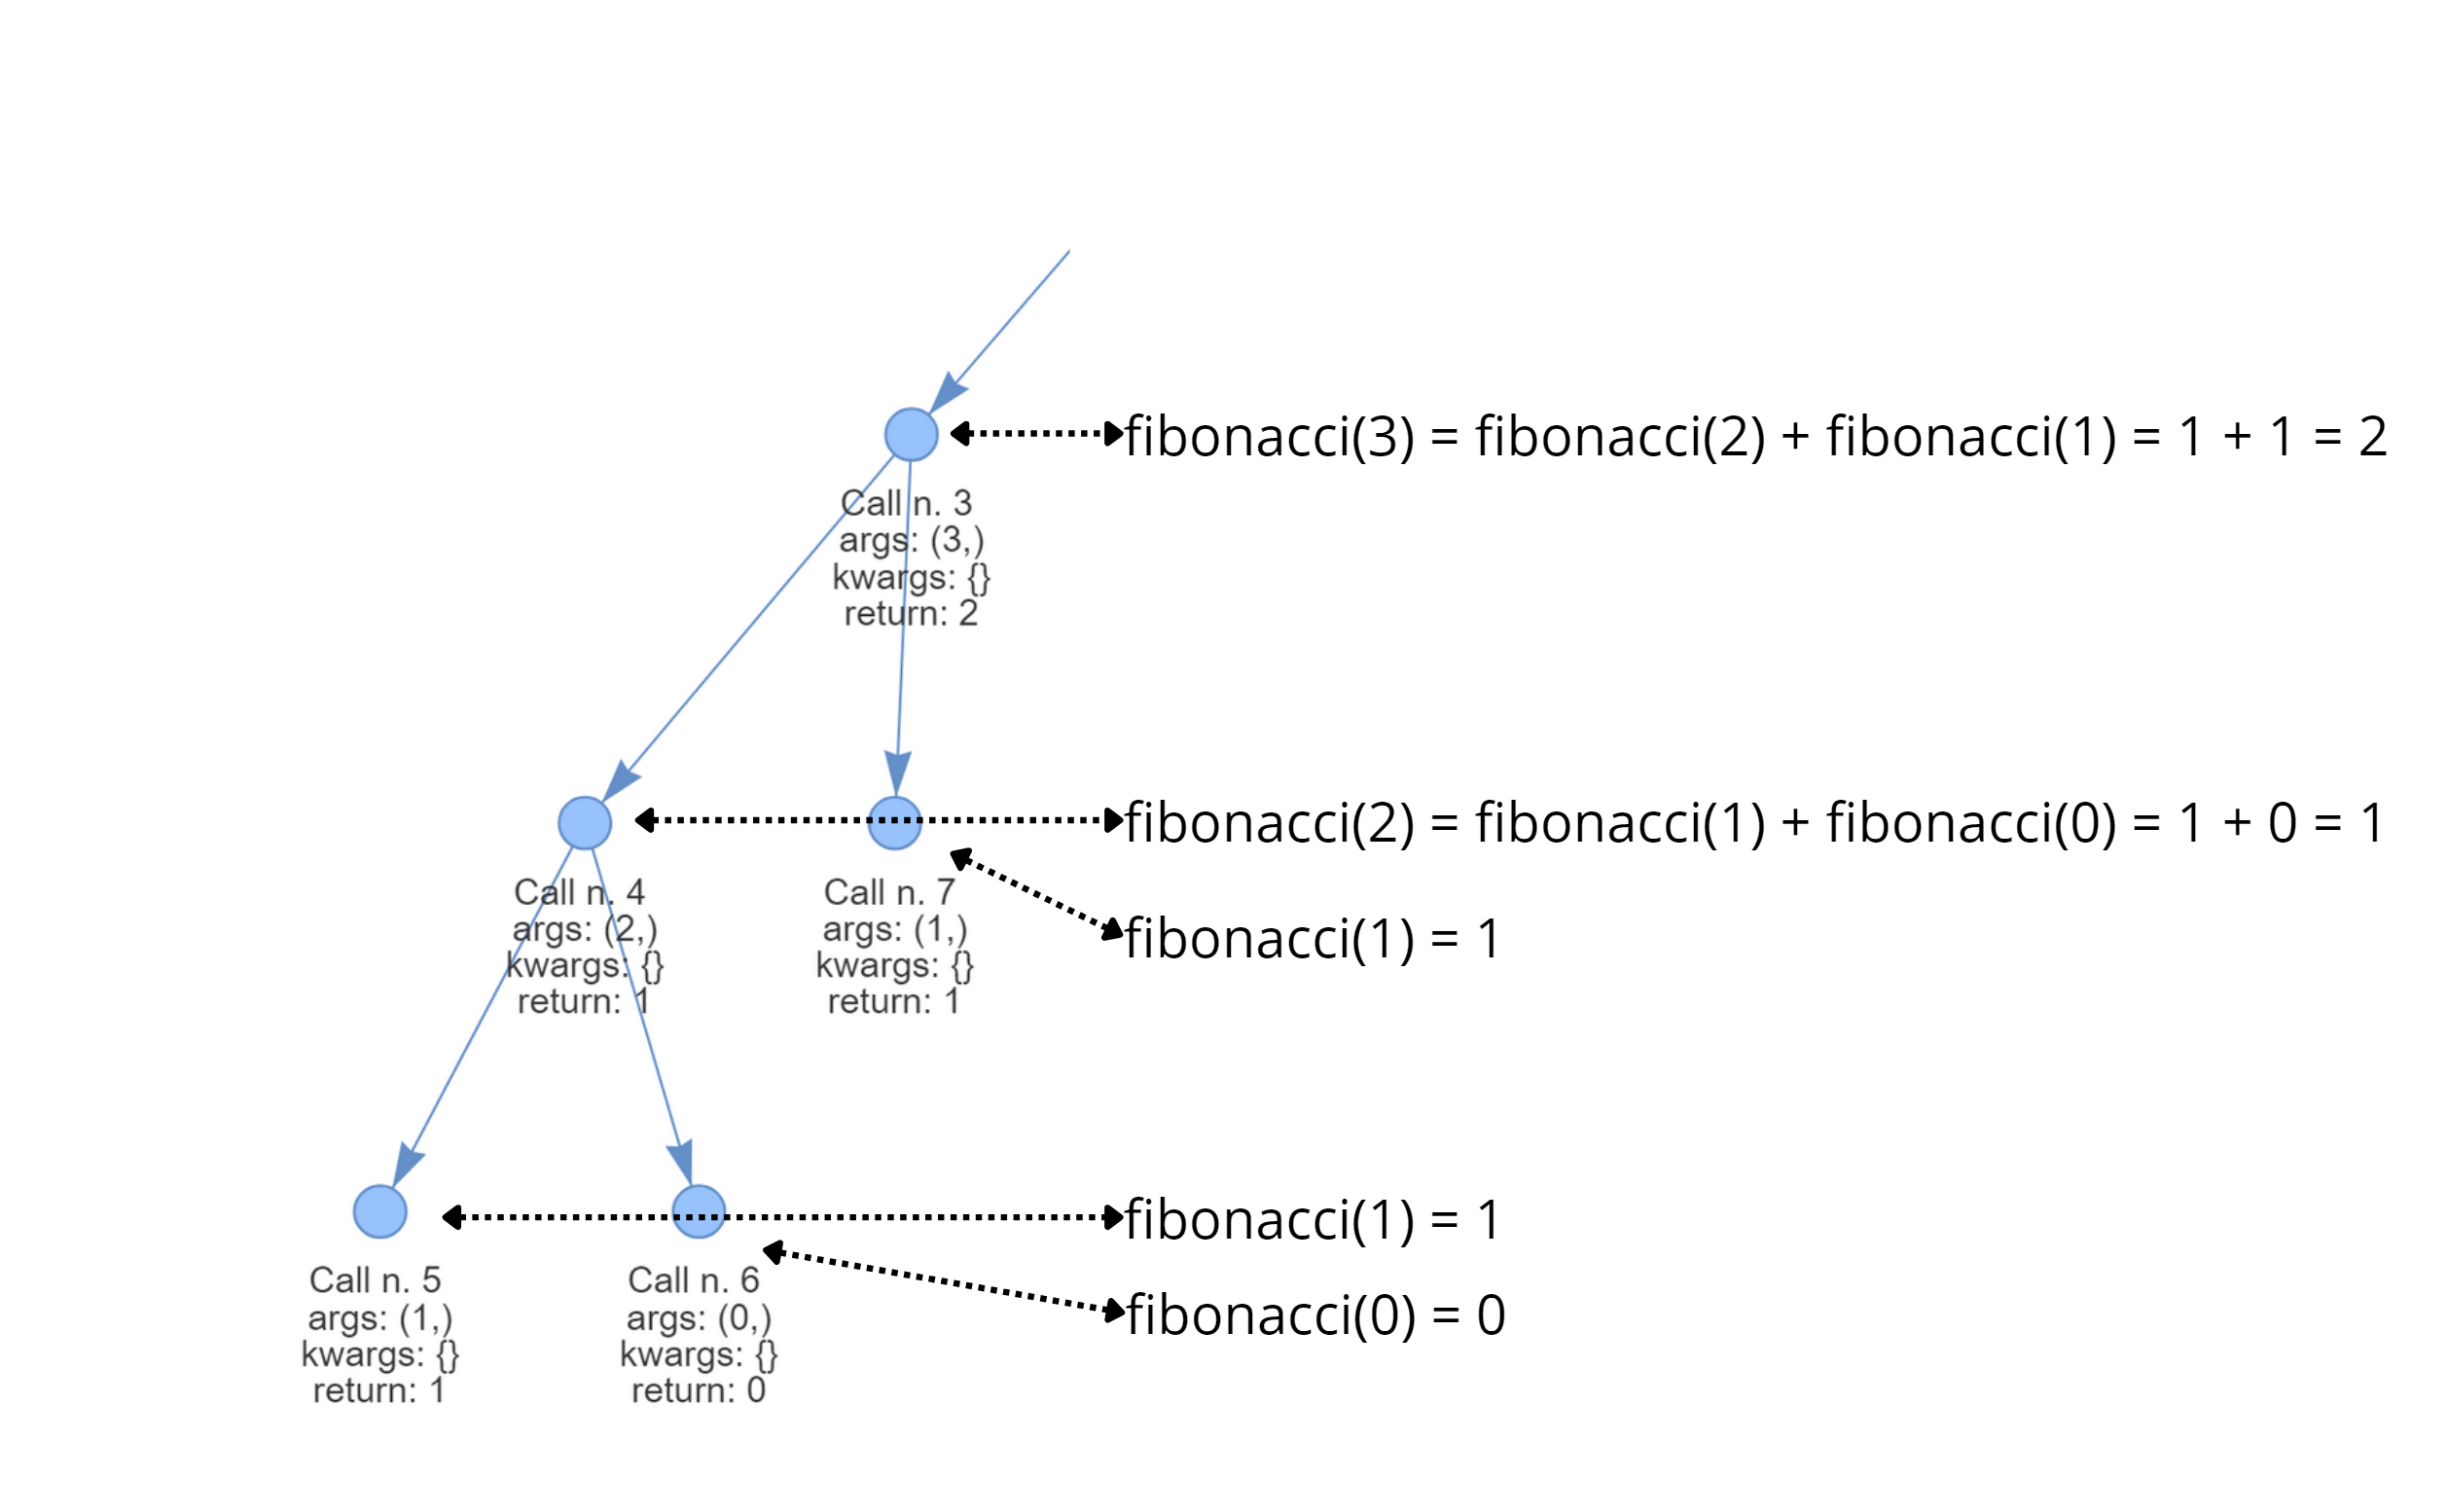 fibonacci(3) = fibonacci(2) + fibonacci(1) = 1 + 1 = 2
Call n. 3
args: (3,)
kwargs: {}
return: 2
fibonacci(2) = fibonacci(1) + fibonacci(0) = 1 + 0 = 1
Call n. 4
args: (2,)
kwargs: {}
return: 1
Call n. 7
args: (1,)
kwargs: {}
return: 1
fibonacci(1) = 1
fibonacci(1) = 1
Call n. 5
args: (1,)
kwargs: {}
return: 1
Call n. 6
args: (0,)
kwargs: {}
return: 0
fibonacci(0) = 0